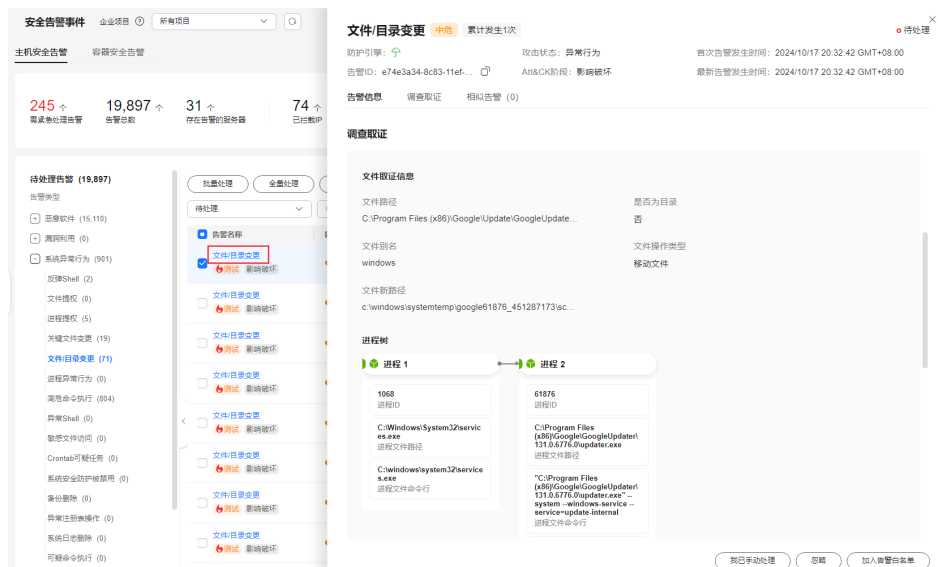 安全告警事件 企业项目 ? 所有项目
主机安全告警 容器安全告警
245 个 19,897 个 31 个 74 个
需紧急处理告警 告警总数 存在告警的服务器 已拦截IP
待处理告警 (19,897)
告警类型
恶意软件 (15,110)
漏洞利用 (0)
系统异常行为 (901)
反弹Shell (2)
文件提权 (0)
进程提权 (5)
关键文件变更 (19)
文件/目录变更 (71)
进程异常行为 (0)
高危命令执行 (804)
异常Shell (0)
敏感文件访问 (0)
Crontab可疑任务 (0)
系统安全防护被禁用 (0)
备份删除 (0)
异常注册表操作 (0)
系统日志删除 (0)
可疑命令执行 (0)
批量处理 全量处理
待处理
告警名称
文件/目录变更
测试 影响破坏
文件/目录变更
测试 影响破坏
文件/目录变更
测试 影响破坏
文件/目录变更
测试 影响破坏
文件/目录变更
测试 影响破坏
文件/目录变更
测试 影响破坏
文件/目录变更
测试 影响破坏
文件/目录变更
测试 影响破坏
文件/目录变更 中危 累计发生1次
待处理
防护引擎: 攻击状态: 异常行为 首次告警发生时间: 2024/10/17 20:32:42 GMT+08:00
告警ID: e74e3a34-8c83-11ef-... Att&CK阶段: 影响破坏 最新告警发生时间: 2024/10/17 20:32:42 GMT+08:00
告警信息 调查取证 相似告警 (0)
调查取证
文件取证信息
文件路径 是否为目录
C:\Program Files (x86)\Google\Update\GoogleUpdate... 否
文件别名 文件操作类型
windows 移动文件
文件新路径
c:\windows\systemtemp\google61876_451287173\sc...
进程树
进程 1
1068
进程ID
C:\Windows\System32\servic
es.exe
进程文件路径
C:\windows\system32\service
s.exe
进程文件命令行
进程 2
61876
进程ID
C:\Program Files
(x86)\Google\GoogleUpdater\
131.0.6776.0\updater.exe
进程文件路径
"C:\Program Files
(x86)\Google\GoogleUpdater\
131.0.6776.0\updater.exe" --
system --windows-service --
service=update-internal
进程文件命令行
我已手动处理 忽略 加入告警白名单